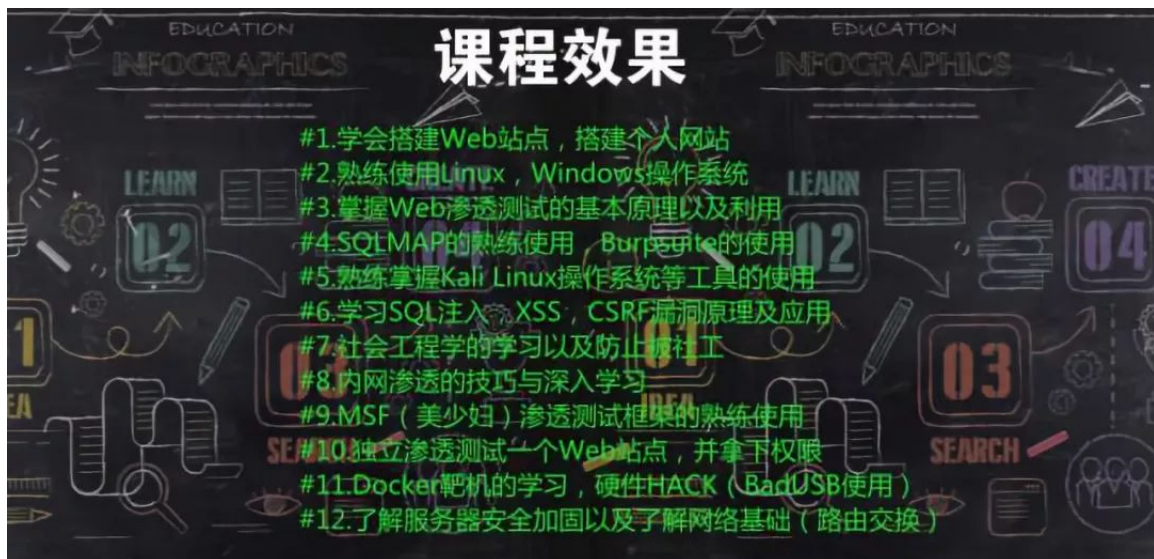 EDUCATION
INFOGRAPHICS
课程效果
EDUCATION
INFOGRAPHICS
#1.学会搭建Web站点，搭建个人网站
#2.熟练使用Linux，Windows操作系统
#3.掌握Web渗透测试的基本原理以及利用
#4.SQLMAP的熟练使用，Burpsuite的使用
#5.熟练掌握Kali Linux操作系统等工具的使用
#6.学习SQL注入、XSS，CSRF漏洞原理及应用
#7.社会工程学的学习以及防止被社工
#8.内网渗透的技巧与深入学习
#9.MSF（美少妇）渗透测试框架的熟练使用
#10.独立渗透测试一个Web站点，并拿下权限
#11.Docker靶机的学习，硬件HACK（BadUSB使用）
#12.了解服务器安全加固以及了解网络基础（路由交换）
LEARN
02
LEARN
02
CREATE
04
1
03
01
03
SEARCH